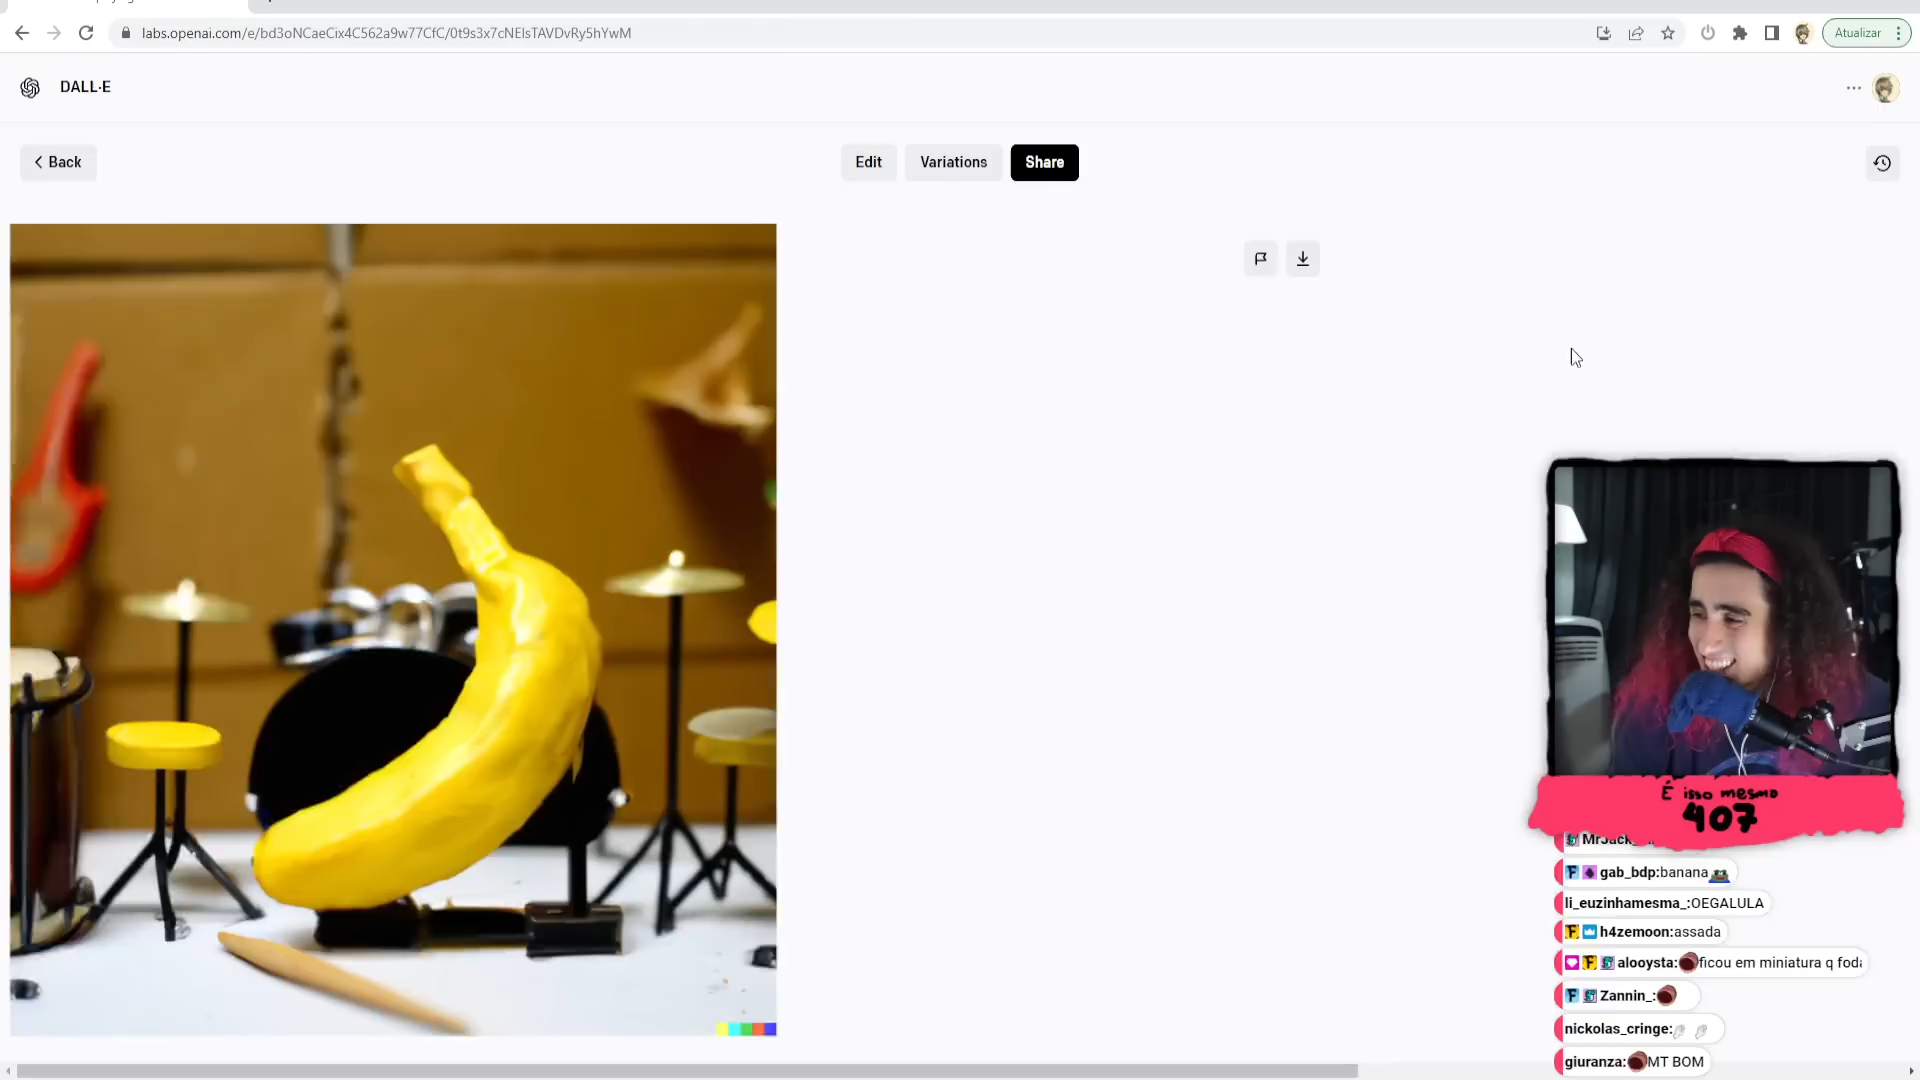 labs.openai.com/e/bd3oNCaeCix4C562a9w77CfC/0t9s3x7cNEIsTAVDvRy5hYwM
Atualizar
DALL·E
Back
Edit
Variations
Share
É isso mesmo
407
gab_bdp:banana
li_euzinhamesma_:OEGALULA
h4zemoon:assada
alooysta:ficou em miniatura q foda
Zannin_:
nickolas_cringe:
giuranza:MT BOM